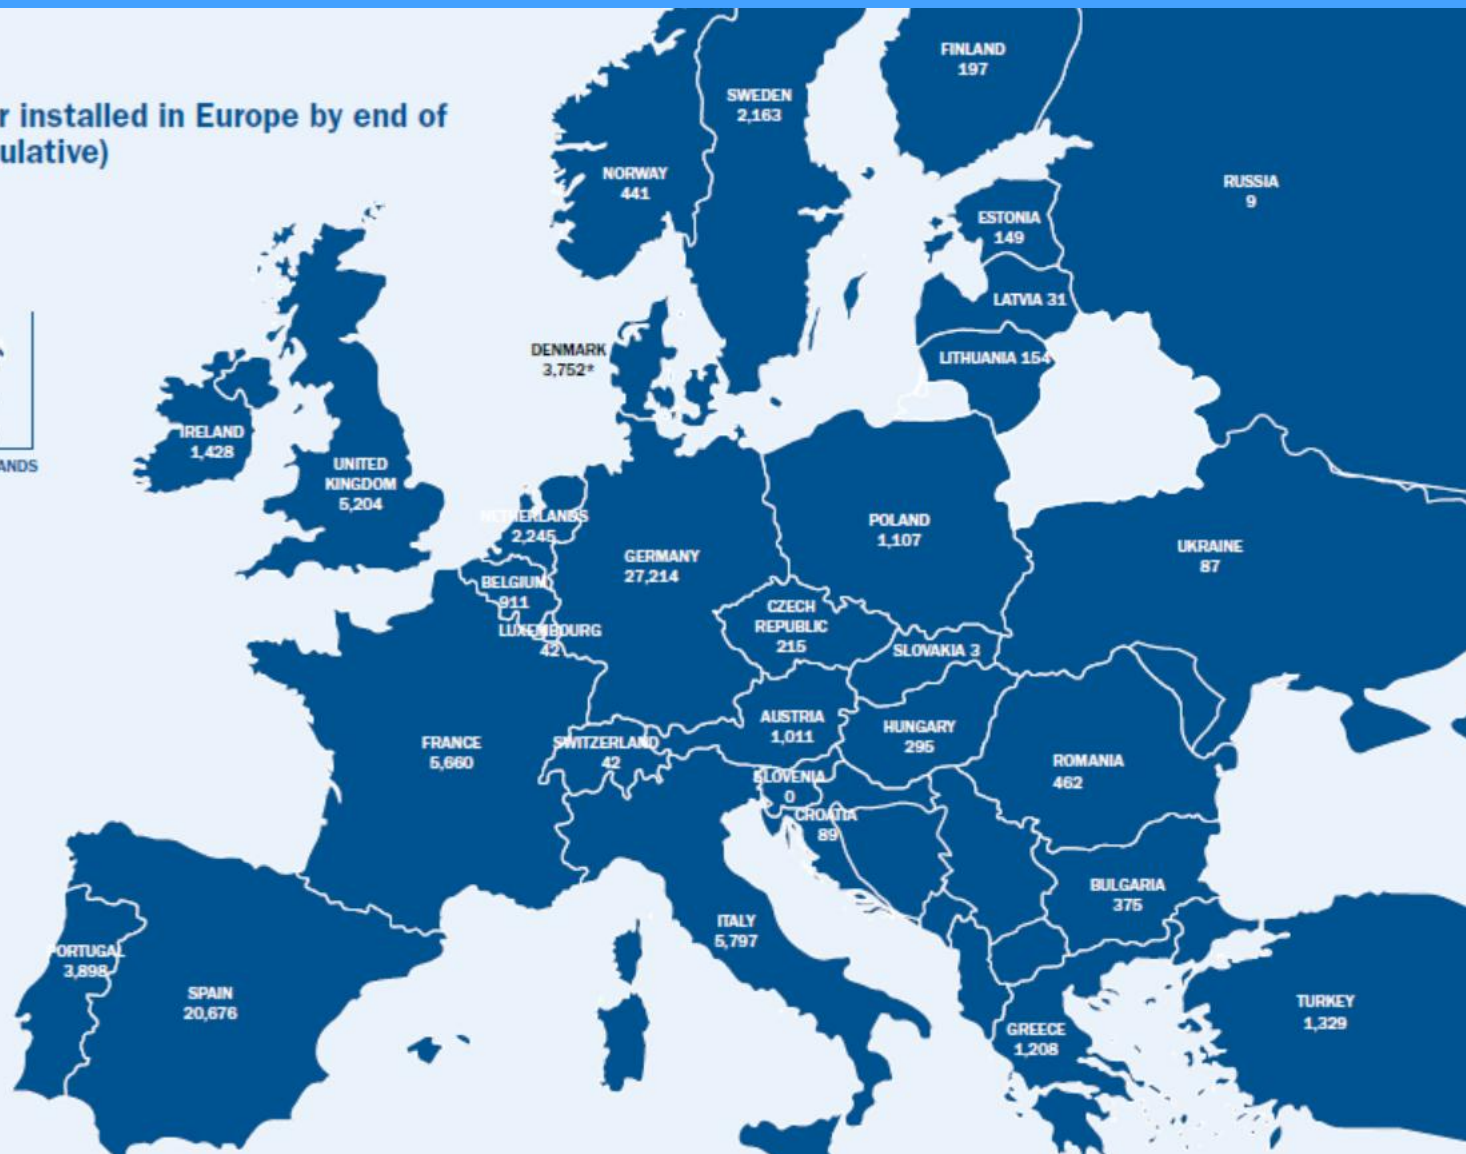 r installed in Europe by end of
ulative)
FINLAND
197
SWEDEN
2,163
NORWAY
441
RUSSIA
9
ESTONIA
149
LATVIA 31
LITHUANIA 154
DENMARK
3,752*
IRELAND
1,428
UNITED
KINGDOM
5,204
ANDS
NETHERLANDS
2,245
POLAND
1,107
UKRAINE
87
GERMANY
27,214
BELGIUM
911
LUXEMBOURG
42
CZECH
REPUBLIC
215
SLOVAKIA 3
AUSTRIA
1,011
HUNGARY
295
FRANCE
5,660
SWITZERLAND
42
ROMANIA
462
SLOVENIA
0
CROATIA
89
BULGARIA
375
ITALY
5,797
PORTUGAL
3,898
SPAIN
20,676
TURKEY
1,329
GREECE
1,208